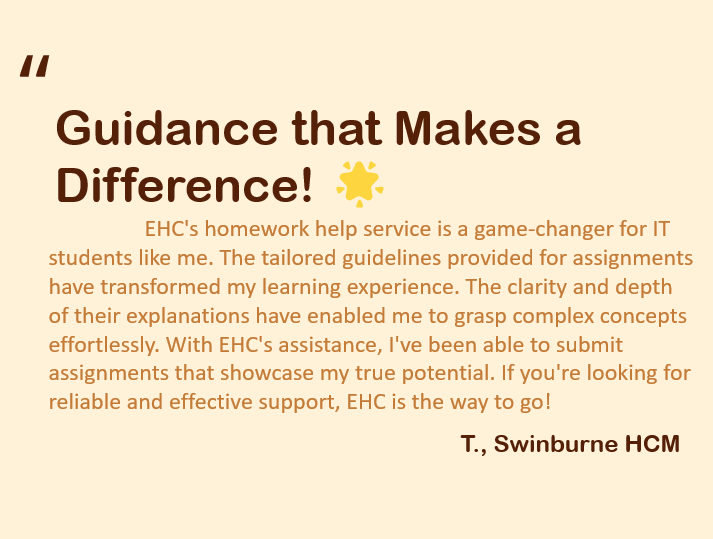 “
Guidance that Makes a
Difference! 🌟
EHC's homework help service is a game-changer for IT
students like me. The tailored guidelines provided for assignments
have transformed my learning experience. The clarity and depth
of their explanations have enabled me to grasp complex concepts
effortlessly. With EHC's assistance, I've been able to submit
assignments that showcase my true potential. If you're looking for
reliable and effective support, EHC is the way to go!
T., Swinburne HCM